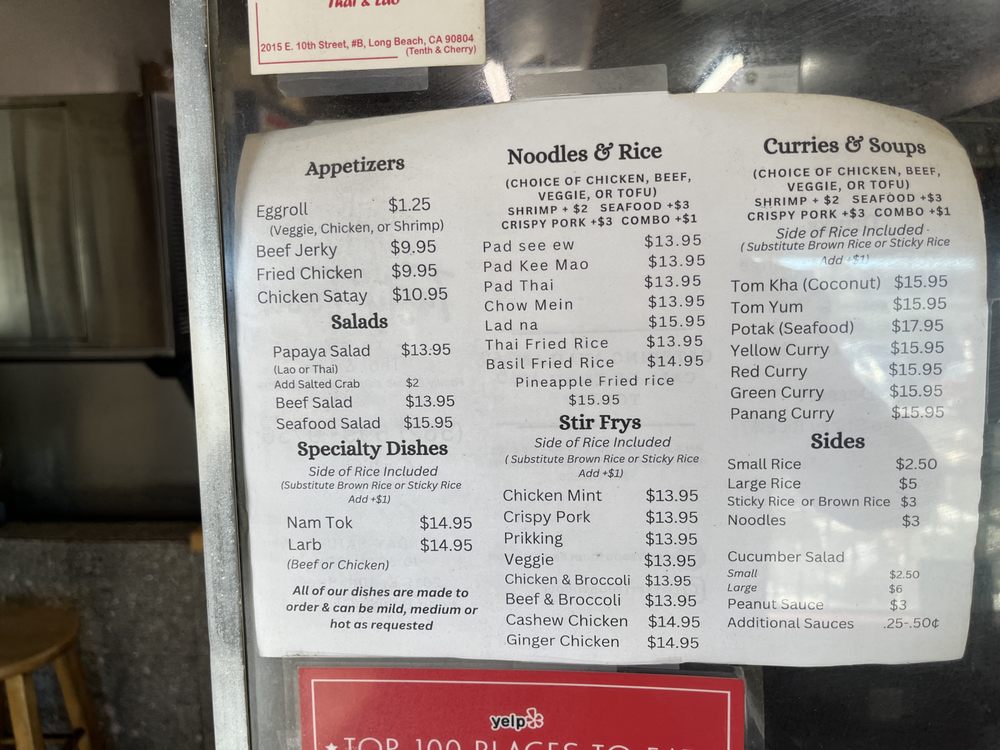 Thai & Lao
2015 E. 10th Street, #B, Long Beach, CA 90804
(Tenth & Cherry)
Appetizers
Eggroll $1.25
(Veggie, Chicken, or Shrimp)
Beef Jerky $9.95
Fried Chicken $9.95
Chicken Satay $10.95
Salads
Papaya Salad $13.95
(Lao or Thai)
Add Salted Crab $2
Beef Salad $13.95
Seafood Salad $15.95
Specialty Dishes
Side of Rice Included
(Substitute Brown Rice or Sticky Rice
Add +$1)
Nam Tok $14.95
Larb $14.95
(Beef or Chicken)
All of our dishes are made to
order & can be mild, medium or
hot as requested
Noodles & Rice
(CHOICE OF CHICKEN, BEEF,
VEGGIE, OR TOFU)
SHRIMP + $2 SEAFOOD +$3
CRISPY PORK +$3 COMBO +$1
Pad see ew $13.95
Pad Kee Mao $13.95
Pad Thai $13.95
Chow Mein $13.95
Lad na $15.95
Thai Fried Rice $13.95
Basil Fried Rice $14.95
Pineapple Fried rice
$15.95
Stir Frys
Side of Rice Included
(Substitute Brown Rice or Sticky Rice
Add +$1)
Chicken Mint $13.95
Crispy Pork $13.95
Prikking $13.95
Veggie $13.95
Chicken & Broccoli $13.95
Beef & Broccoli $13.95
Cashew Chicken $14.95
Ginger Chicken $14.95
Curries & Soups
(CHOICE OF CHICKEN, BEEF,
VEGGIE, OR TOFU)
SHRIMP + $2 SEAFOOD +$3
CRISPY PORK +$3 COMBO +$1
Side of Rice Included
(Substitute Brown Rice or Sticky Rice
Add +$1)
Tom Kha (Coconut) $15.95
Tom Yum $15.95
Potak (Seafood) $17.95
Yellow Curry $15.95
Red Curry $15.95
Green Curry $15.95
Panang Curry $15.95
Sides
Small Rice $2.50
Large Rice $5
Sticky Rice or Brown Rice $3
Noodles $3
Cucumber Salad
Small $2.50
Large $6
Peanut Sauce $3
Additional Sauces .25-.50¢
yelp
TOP 100 PLACES TO EAT